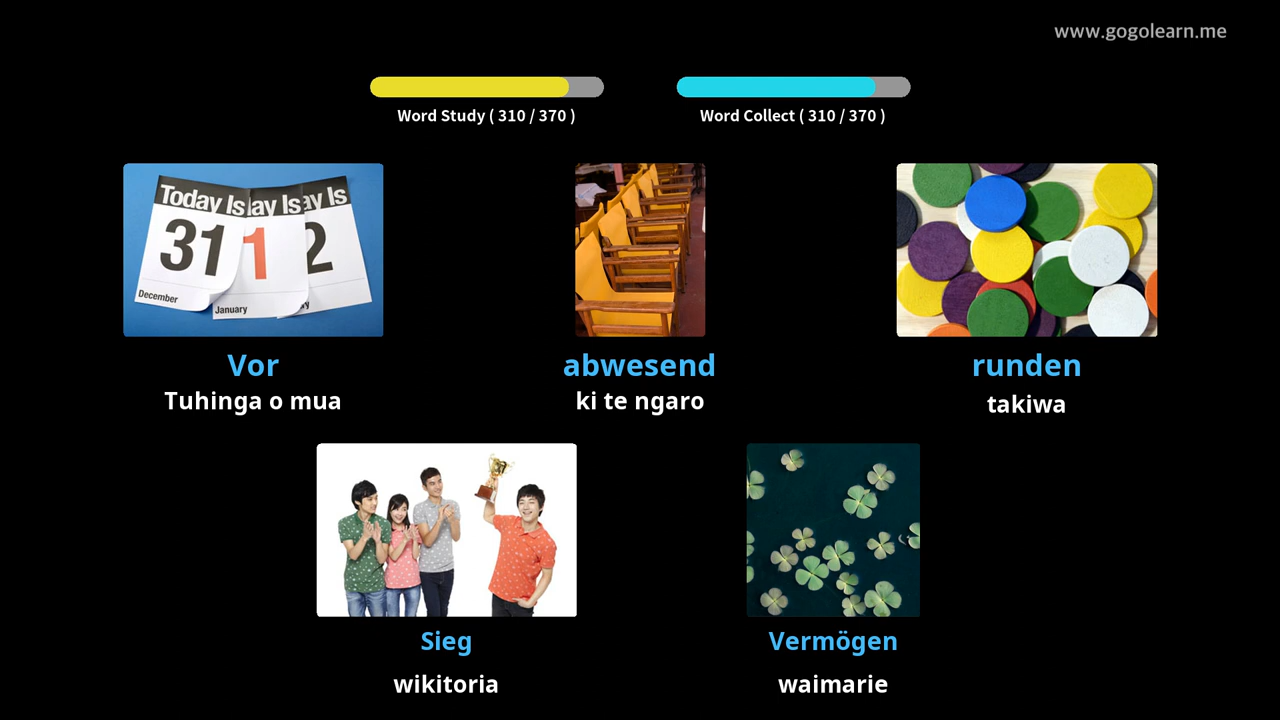 www.gogolearn.me
Word Study ( 310 / 370 )
Word Collect ( 310 / 370 )
Today Is
ay Is
ay Is
31
1
2
December
January
ry
Vor
abwesend
runden
Tuhinga o mua
ki te ngaro
takiwa
Sieg
Vermögen
wikitoria
waimarie